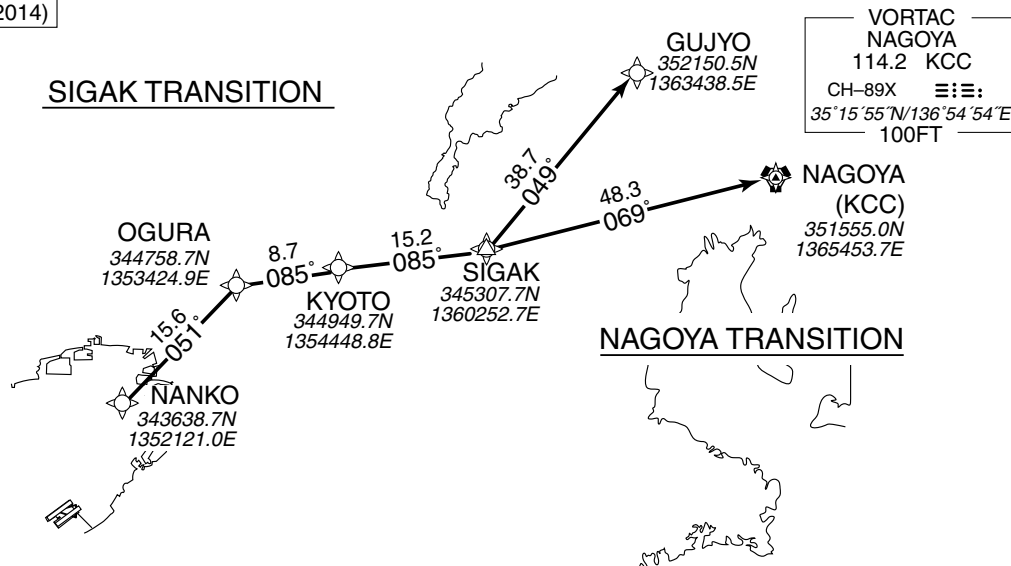 2014)
SIGAK TRANSITION
GUJYO
352150.5N
1363438.5E
VORTAC
NAGOYA
114.2 KCC
CH–89X
35°15´55˝N/136°54´54˝E
100FT
38.7
049°
48.3
069°
NAGOYA
(KCC)
351555.0N
1365453.7E
OGURA
344758.7N
1353424.9E
8.7
085°
15.2
085°
SIGAK
345307.7N
1360252.7E
KYOTO
344949.7N
1354448.8E
15.6
051°
NAGOYA TRANSITION
NANKO
343638.7N
1352121.0E